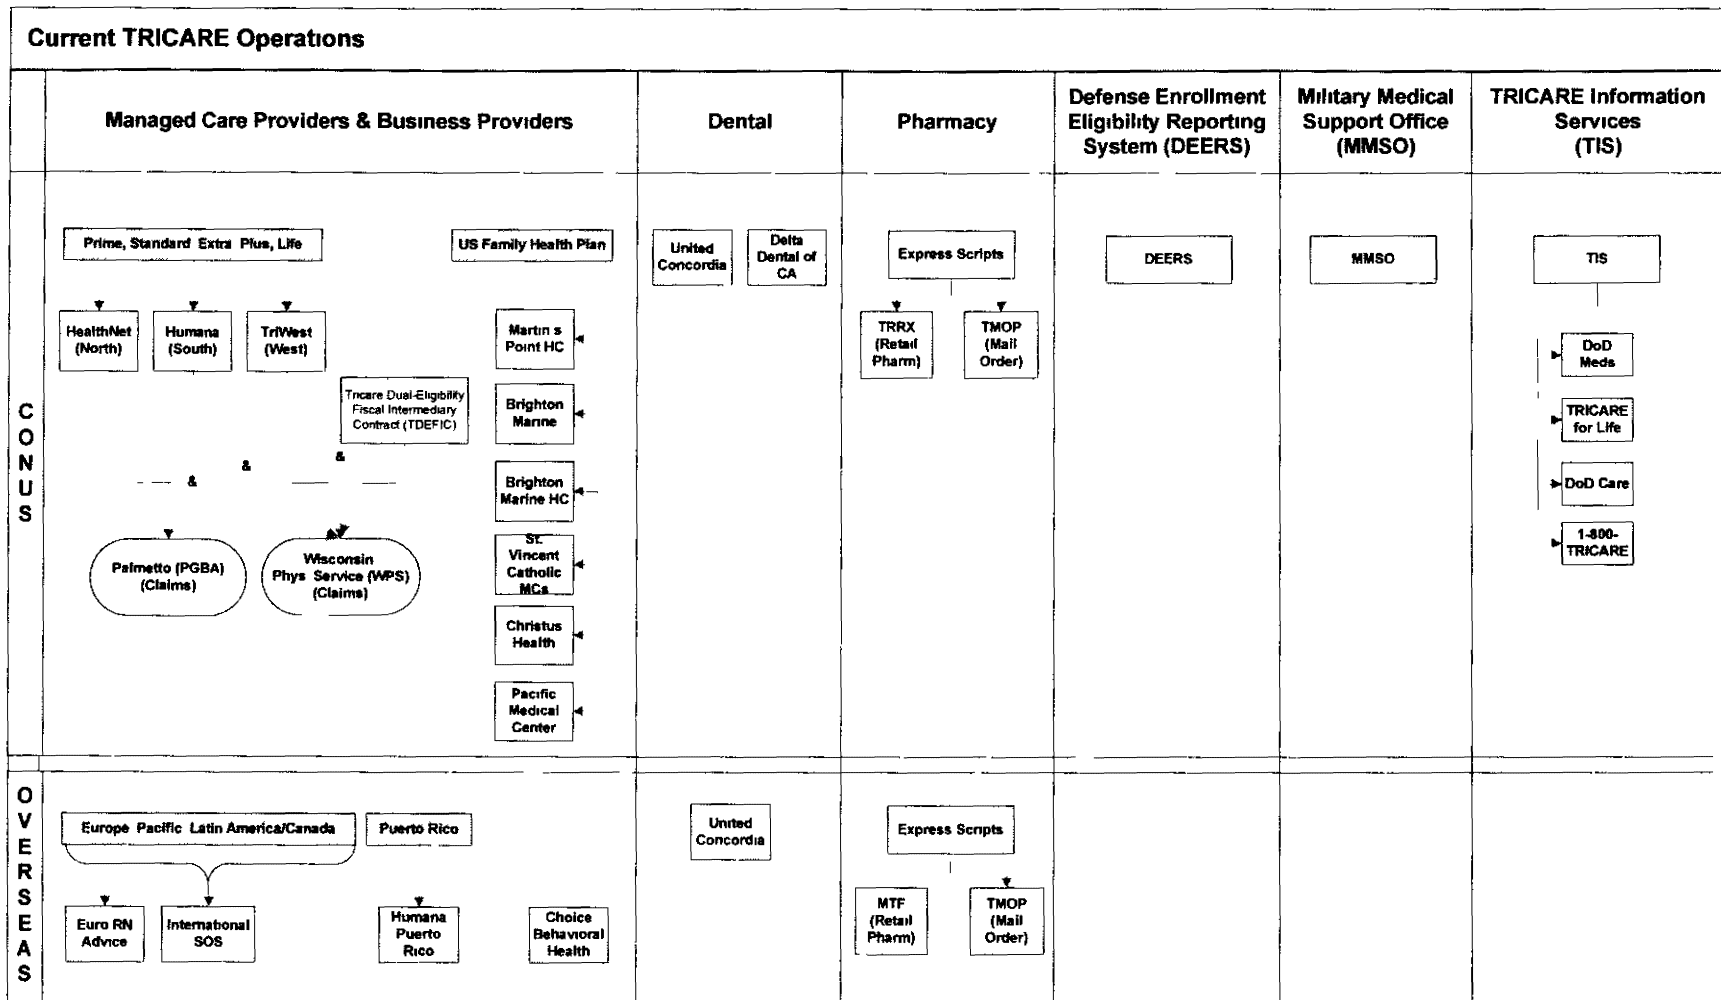 Current TRICARE Operations
Managed Care Providers & Business Providers
Dental
Pharmacy
Defense Enrollment
Eligibility Reporting
System (DEERS)
Military Medical
Support Office
(MMSO)
TRICARE Information
Services
(TIS)
CONUS
Prime, Standard Extra Plus, Life
US Family Health Plan
United
Concordia
Delta
Dental of
CA
Express Scripts
DEERS
MMSO
TIS
HealthNet
(North)
Humana
(South)
TriWest
(West)
Martin s
Point HC
TRRX
(Retail
Pharm)
TMOP
(Mail
Order)
DoD
Meds
Tricare Dual-Eligibility
Fiscal Intermediary
Contract (TDEFIC)
Brighton
Marine
TRICARE
for Life
&
&
&
Brighton
Marine HC
DoD Care
Palmetto (PGBA)
(Claims)
Wisconsin
Phys Service (WPS)
(Claims)
St.
Vincent
Catholic
MCs
1-800-
TRICARE
Christus
Health
Pacific
Medical
Center
OVERSEAS
Europe Pacific Latin America/Canada
Puerto Rico
United
Concordia
Express Scripts
Euro RN
Advice
International
SOS
Humana
Puerto
Rico
Choice
Behavioral
Health
MTF
(Retail
Pharm)
TMOP
(Mail
Order)